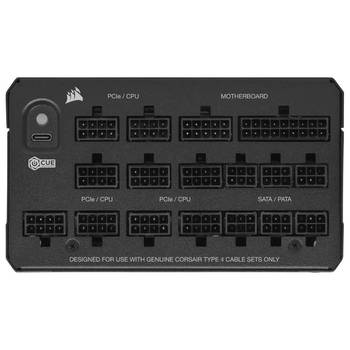 PCIe / CPU
MOTHERBOARD
iCUE
PCIe / CPU
PCIe / CPU
SATA / PATA
DESIGNED FOR USE WITH GENUINE CORSAIR TYPE 4 CABLE SETS ONLY